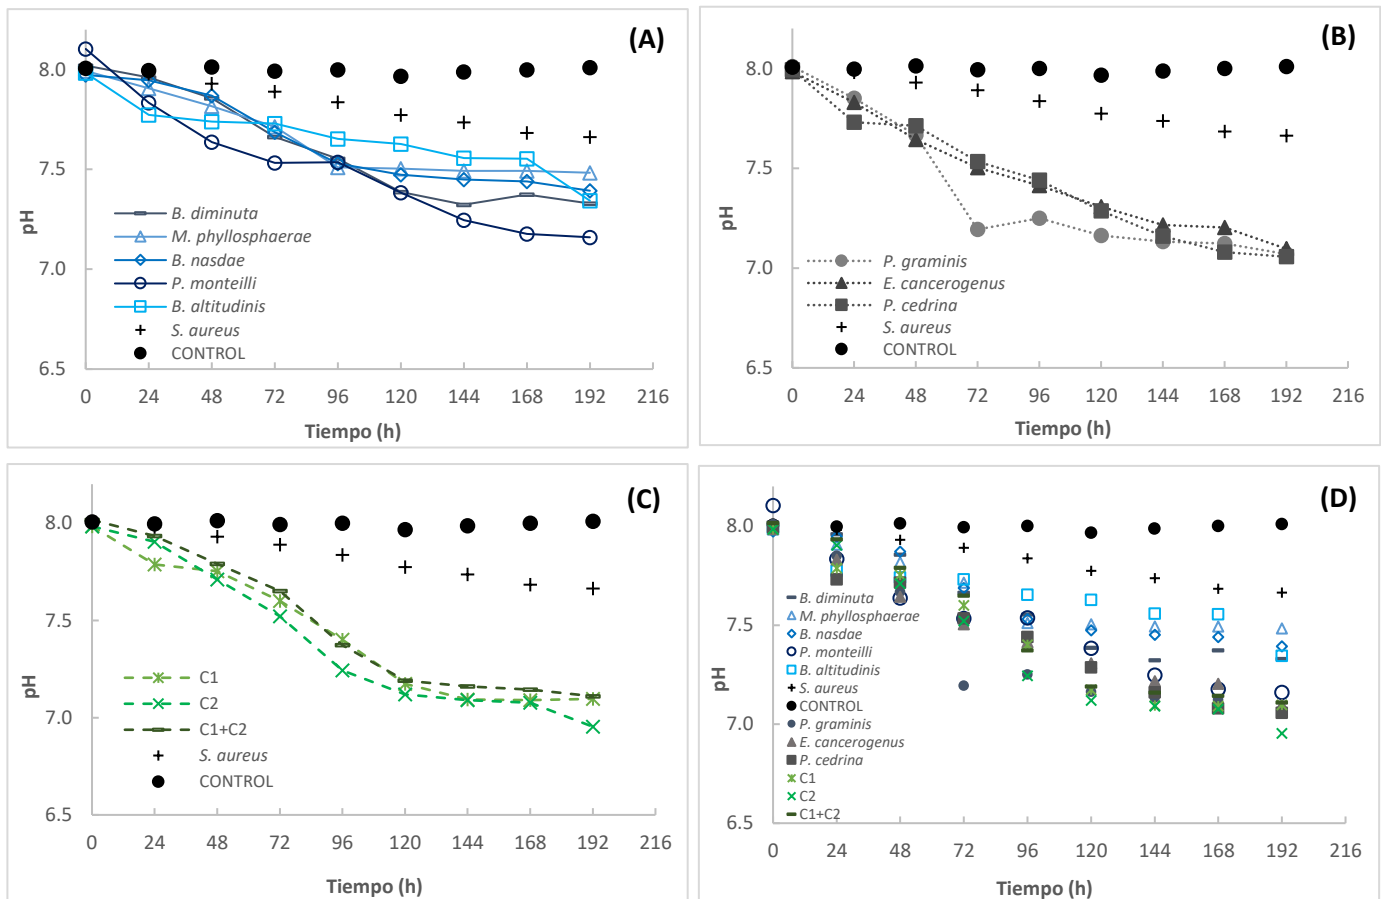 (A)
8.0
7.5
7.0
6.5
pH
B. diminuta
M. phyllosphaerae
B. nasdae
P. monteilli
B. altitudinis
S. aureus
CONTROL
0 24 48 72 96 120 144 168 192 216
Tiempo (h)
(B)
8.0
7.5
7.0
6.5
pH
P. graminis
E. cancerogenus
P. cedrina
S. aureus
CONTROL
0 24 48 72 96 120 144 168 192 216
Tiempo (h)
(C)
8.0
7.5
7.0
6.5
pH
C1
C2
C1+C2
S. aureus
CONTROL
0 24 48 72 96 120 144 168 192 216
Tiempo (h)
(D)
8.0
7.5
7.0
6.5
pH
B. diminuta
M. phyllosphaerae
B. nasdae
P. monteilli
B. altitudinis
S. aureus
CONTROL
P. graminis
E. cancerogenus
P. cedrina
C1
C2
C1+C2
0 24 48 72 96 120 144 168 192 216
Tiempo (h)